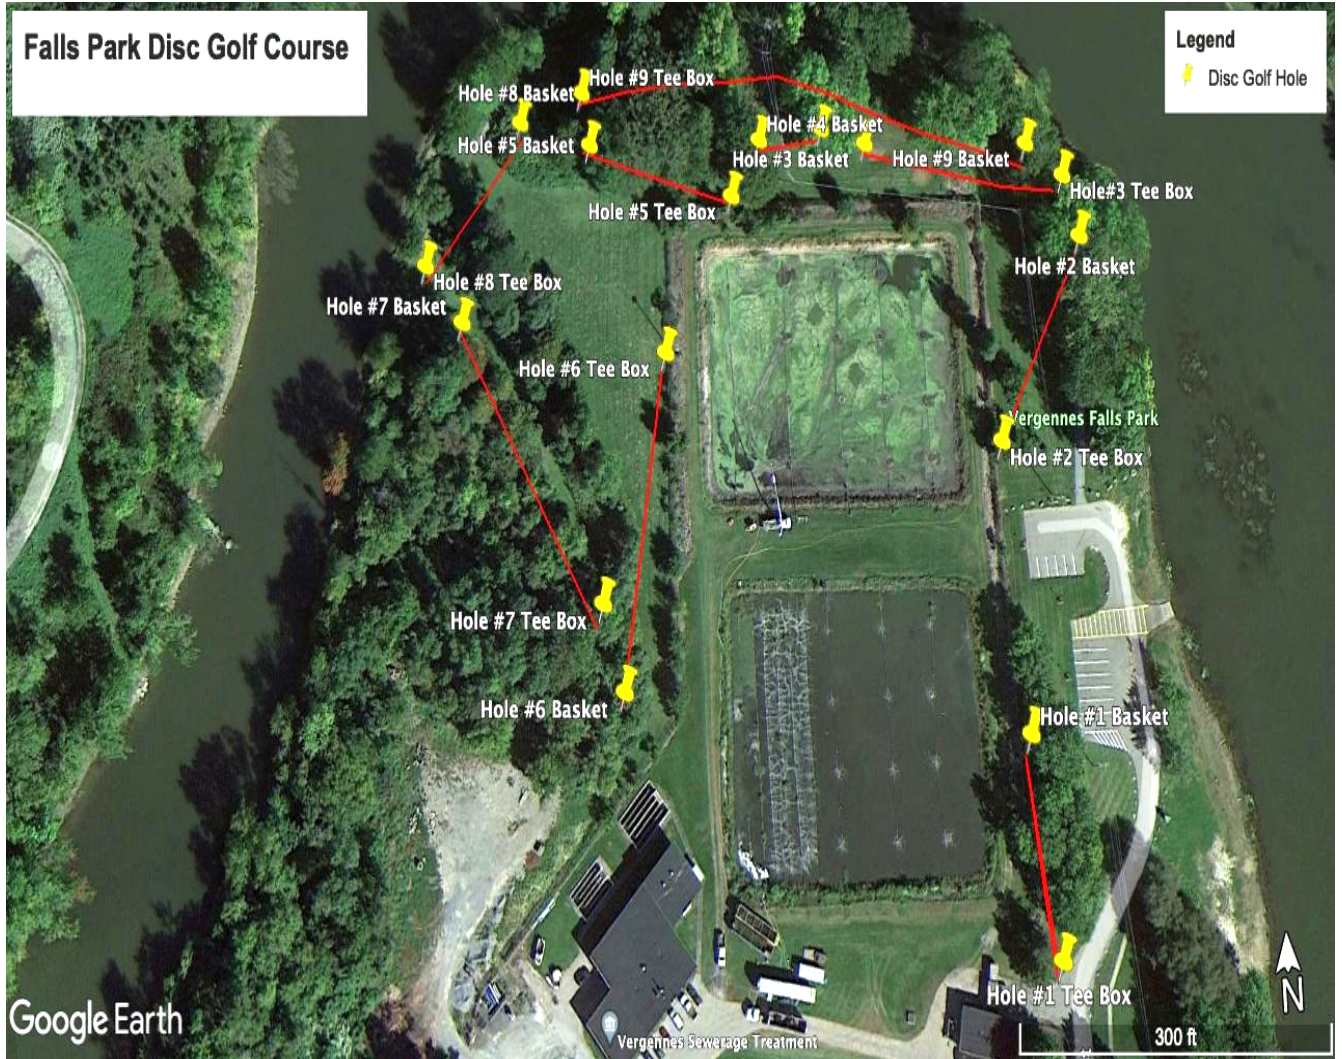 Falls Park Disc Golf Course
Legend
Disc Golf Hole
Hole #9 Tee Box
Hole #8 Basket
Hole #4 Basket
Hole #5 Basket
Hole #3 Basket
Hole #9 Basket
Hole#3 Tee Box
Hole #5 Tee Box
Hole #2 Basket
Hole #8 Tee Box
Hole #7 Basket
Hole #6 Tee Box
Vergennes Falls Park
Hole #2 Tee Box
Hole #7 Tee Box
Hole #6 Basket
Hole #1 Basket
Hole #1 Tee Box
N
Google Earth
Vergennes Sewerage Treatment
300 ft